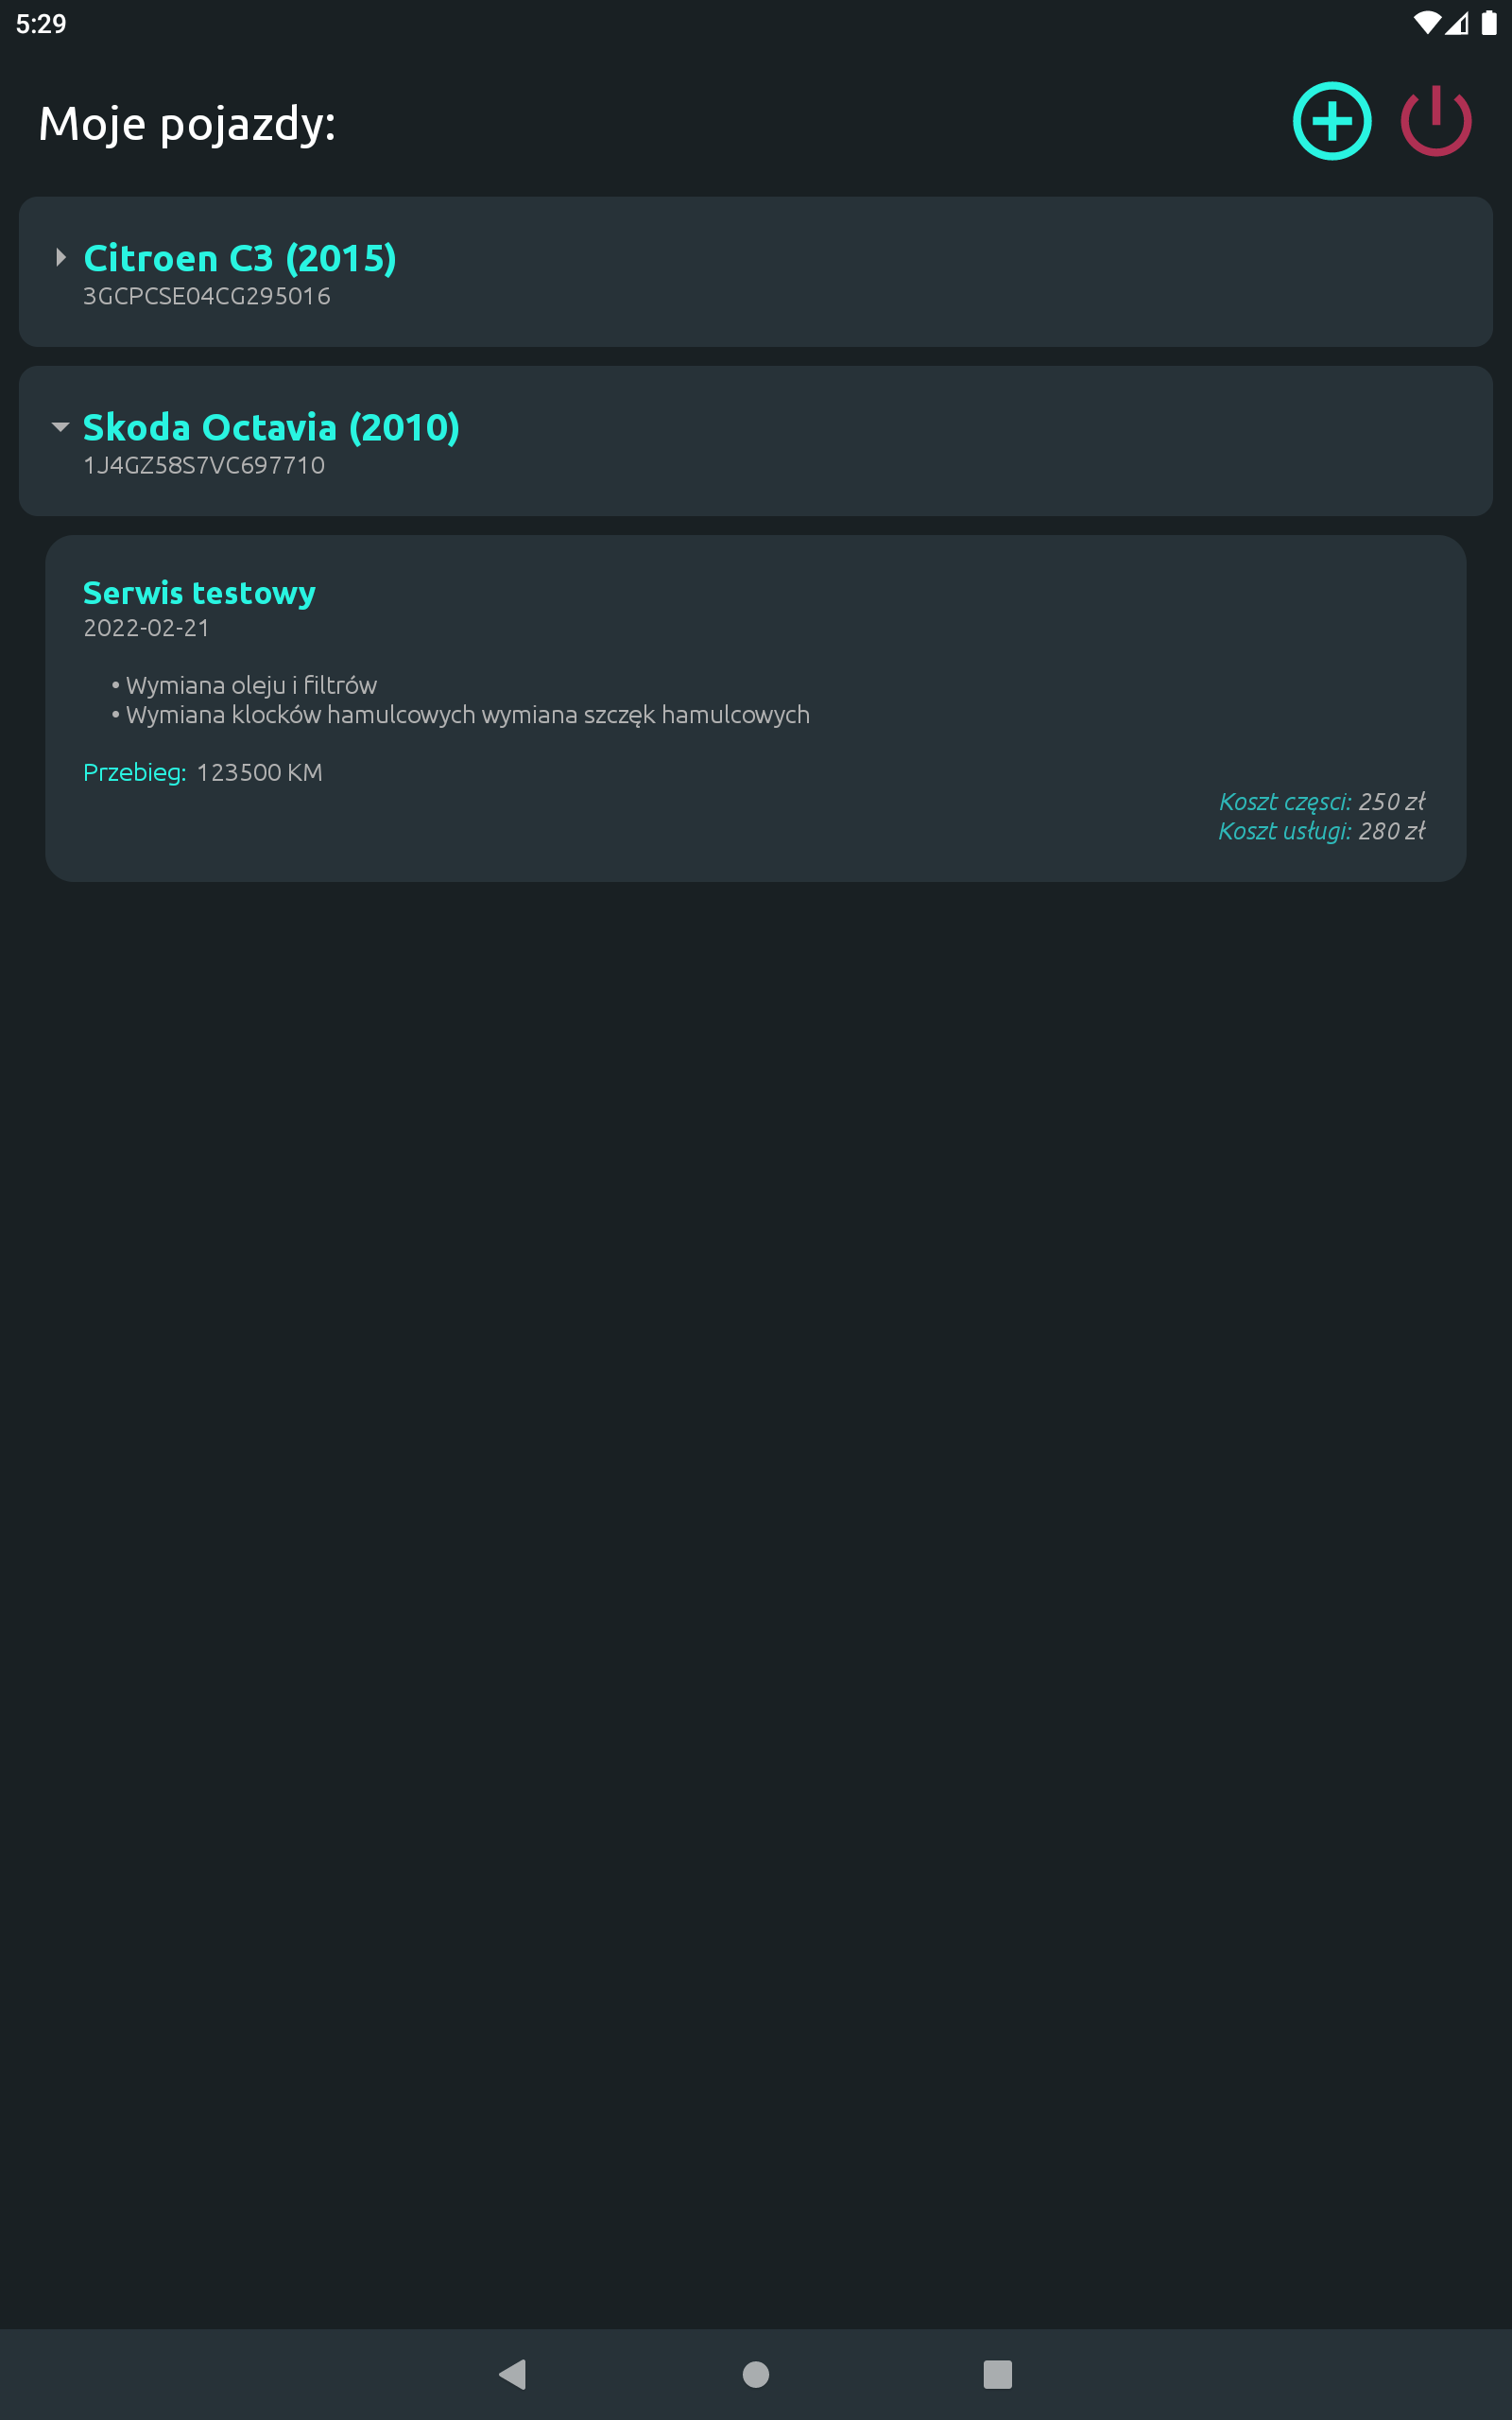 5:29
Moje pojazdy:
Citroen C3 (2015)
3GCPCSE04CG295016
Skoda Octavia (2010)
1J4GZ58S7VC697710
Serwis testowy
2022-02-21
• Wymiana oleju i filtrów
• Wymiana klocków hamulcowych wymiana szczęk hamulcowych
Przebieg: 123500 KM
Koszt częsci: 250 zł
Koszt usługi: 280 zł